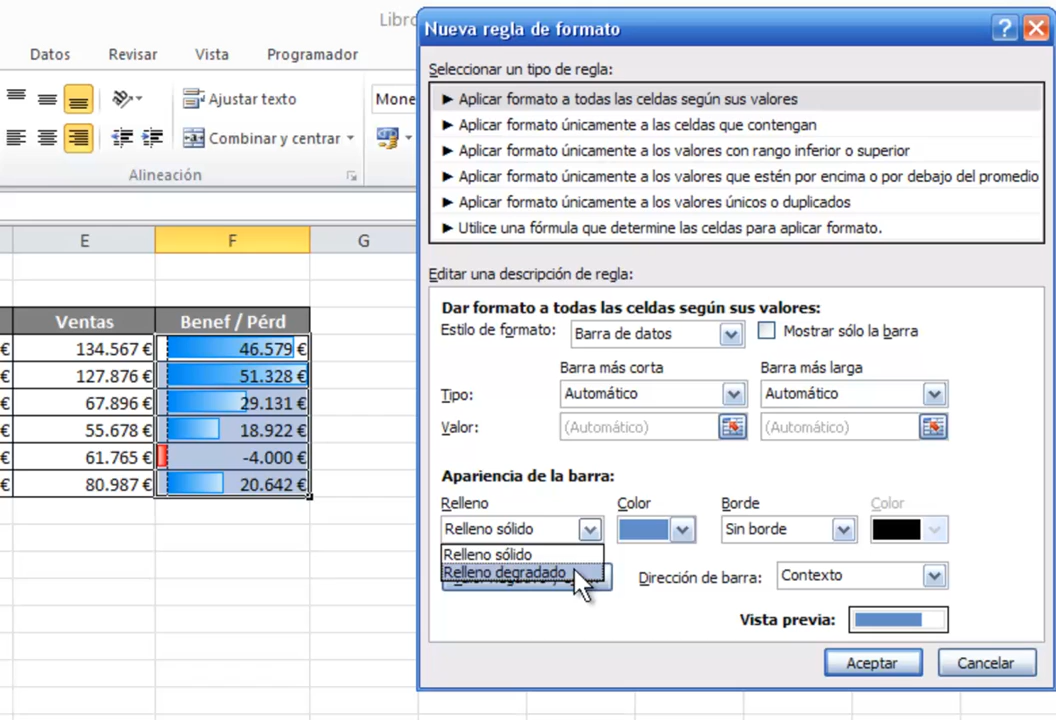 Libro
Datos Revisar Vista Programador
Ajustar texto
Mone
Combinar y centrar
Alineación
E F G
Ventas Benef / Pérd
€ 134.567 € 46.579 €
€ 127.876 € 51.328 €
€ 67.896 € 29.131 €
€ 55.678 € 18.922 €
€ 61.765 € -4.000 €
€ 80.987 € 20.642 €
Nueva regla de formato
Seleccionar un tipo de regla:
► Aplicar formato a todas las celdas según sus valores
► Aplicar formato únicamente a las celdas que contengan
► Aplicar formato únicamente a los valores con rango inferior o superior
► Aplicar formato únicamente a los valores que estén por encima o por debajo del promedio
► Aplicar formato únicamente a los valores únicos o duplicados
► Utilice una fórmula que determine las celdas para aplicar formato.
Editar una descripción de regla:
Dar formato a todas las celdas según sus valores:
Estilo de formato: Barra de datos Mostrar sólo la barra
Barra más corta Barra más larga
Tipo: Automático Automático
Valor: (Automático) (Automático)
Apariencia de la barra:
Relleno Color Borde Color
Relleno sólido Sin borde
Relleno sólido
Relleno degradado
Dirección de barra: Contexto
Vista previa:
Aceptar Cancelar